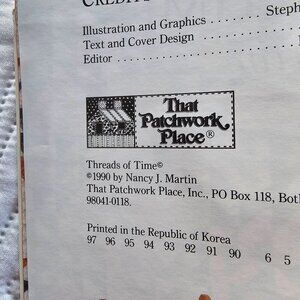 Illustration and Graphics . . . . . . . . Steph
Text and Cover Design . . . . . . . .
Editor . . . . . . . . . . . . . . . . . . .
That
Patchwork
Place®
Threads of Time©
©1990 by Nancy J. Martin
That Patchwork Place, Inc., PO Box 118, Both
98041-0118.
Printed in the Republic of Korea
97 96 95 94 93 92 91 90 6 5